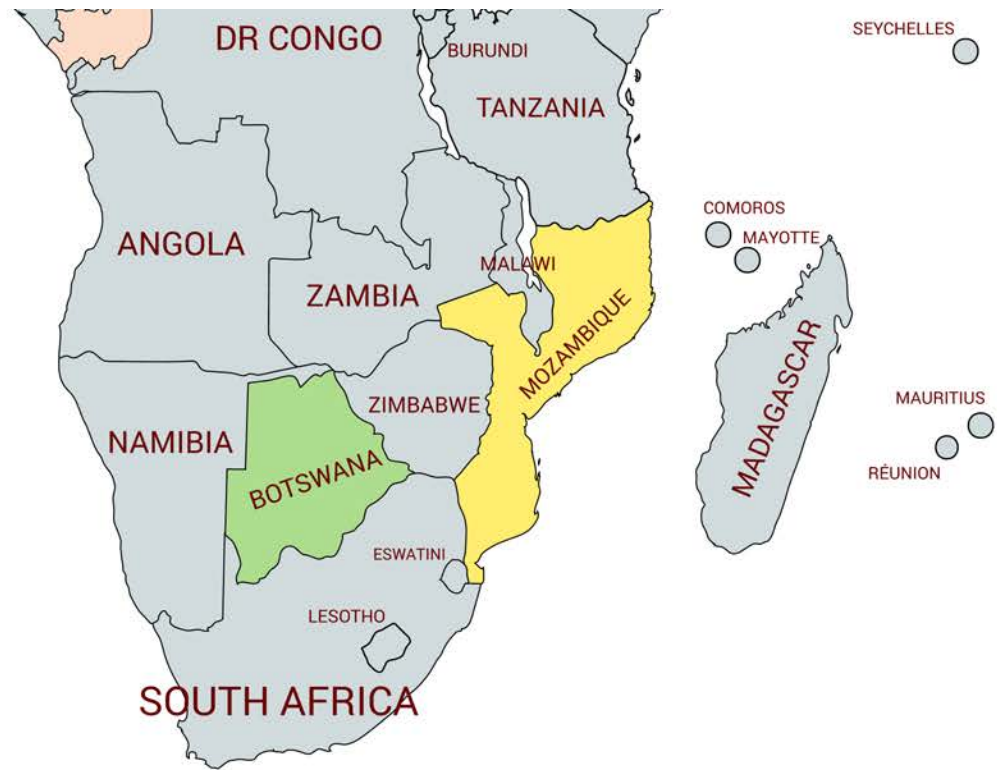 DR CONGO
BURUNDI
SEYCHELLES
TANZANIA
COMOROS
MAYOTTE
ANGOLA
MALAWI
ZAMBIA
MOZAMBIQUE
MADAGASCAR
MAURITIUS
ZIMBABWE
NAMIBIA
BOTSWANA
RÉUNION
ESWATINI
LESOTHO
SOUTH AFRICA